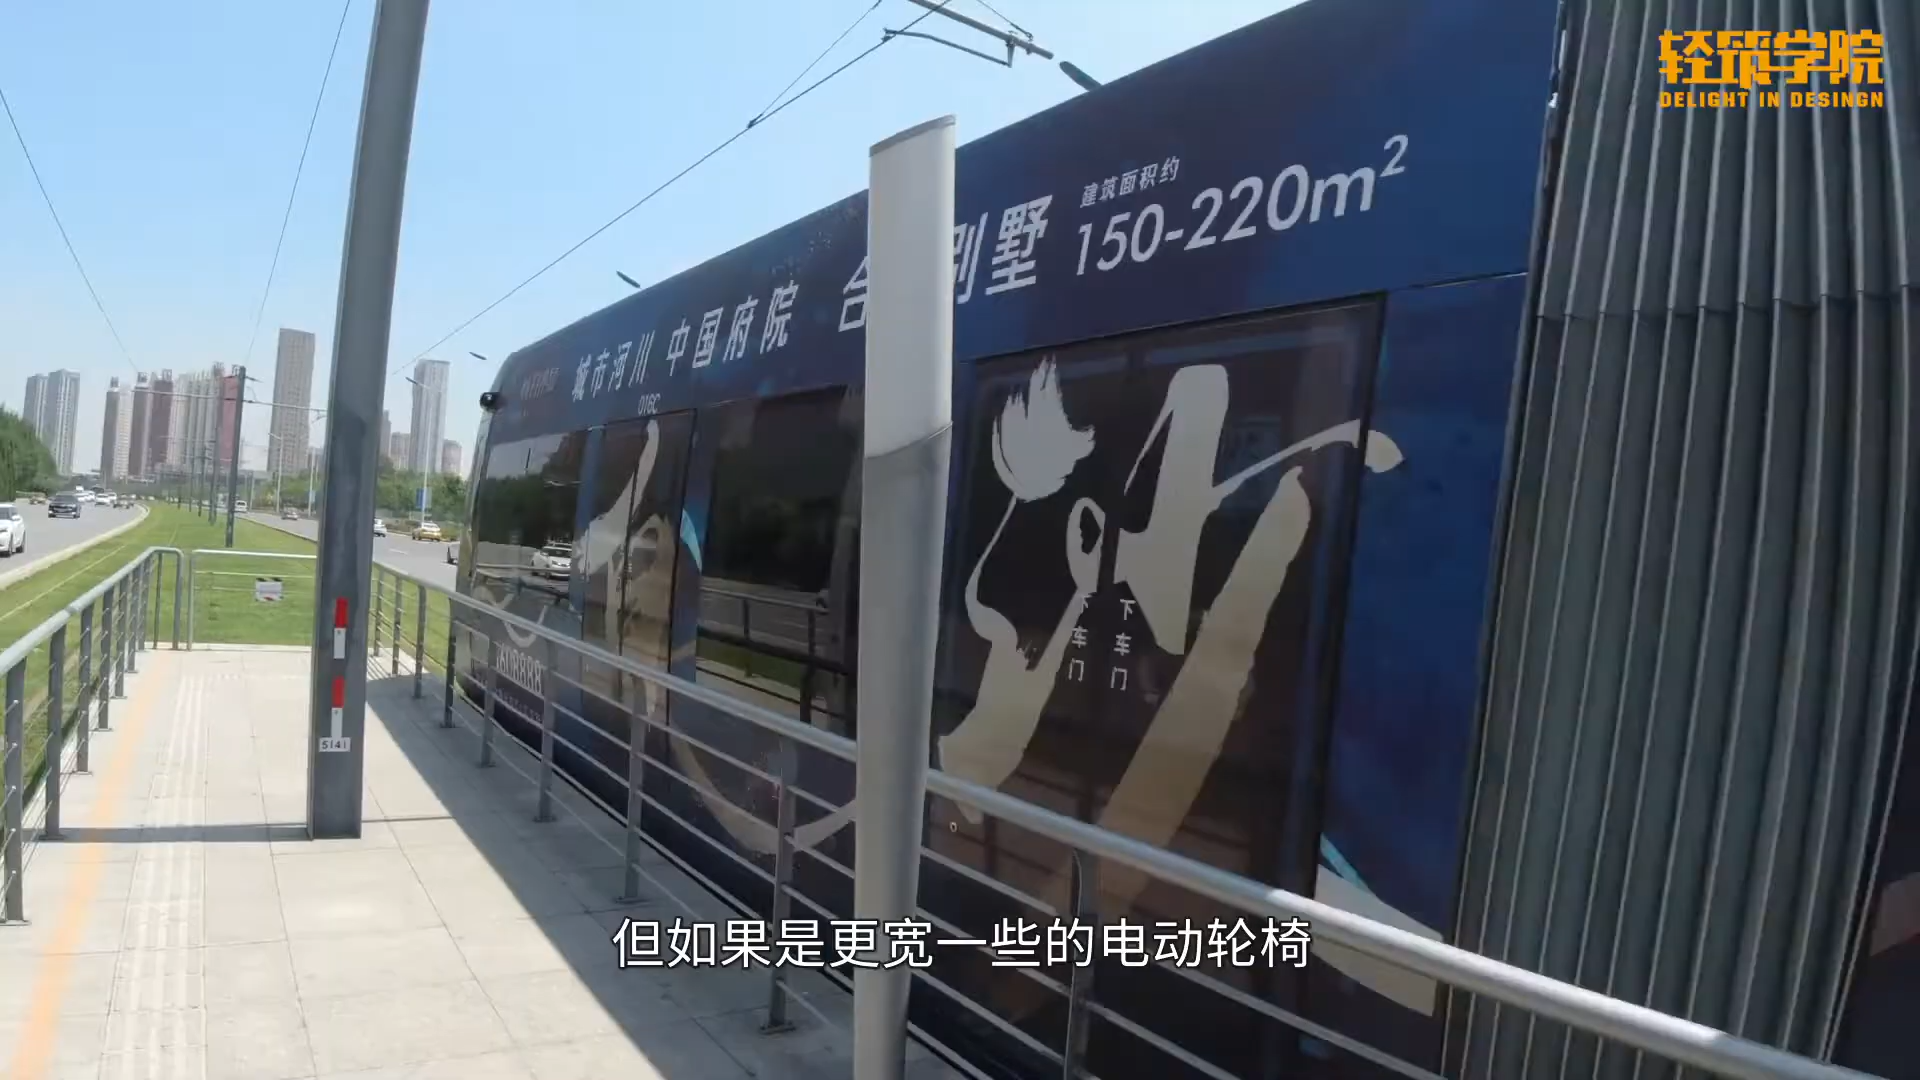 轻筑学院
DELIGHT IN DESINGN
建筑面积约
150-220m²
城市河川 中国府院 合 别墅
016C
下车门
下车门
5141
但如果是更宽一些的电动轮椅